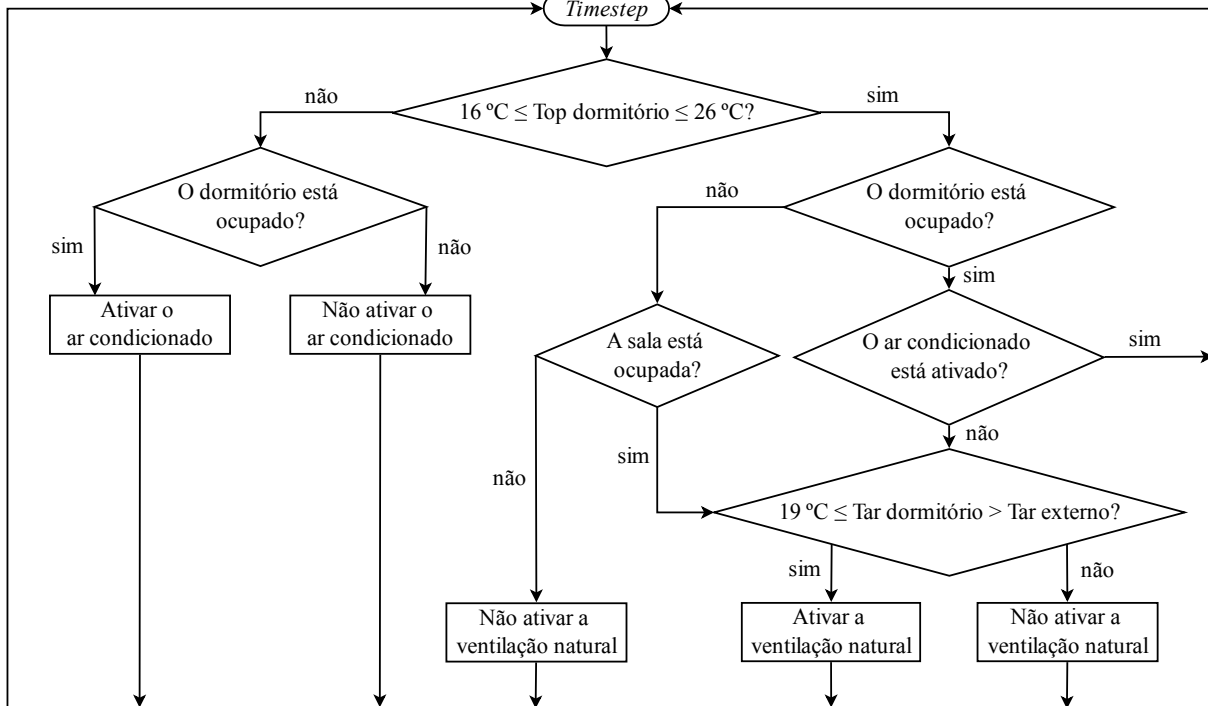 Timestep
não
16 ºC ≤ Top dormitório ≤ 26 ºC?
sim
O dormitório está
ocupado?
não
O dormitório está
ocupado?
sim
não
sim
Ativar o
ar condicionado
Não ativar o
ar condicionado
A sala está
ocupada?
O ar condicionado
está ativado?
sim
não
sim
não
19 ºC ≤ Tar dormitório > Tar externo?
sim
não
Não ativar a
ventilação natural
Ativar a
ventilação natural
Não ativar a
ventilação natural